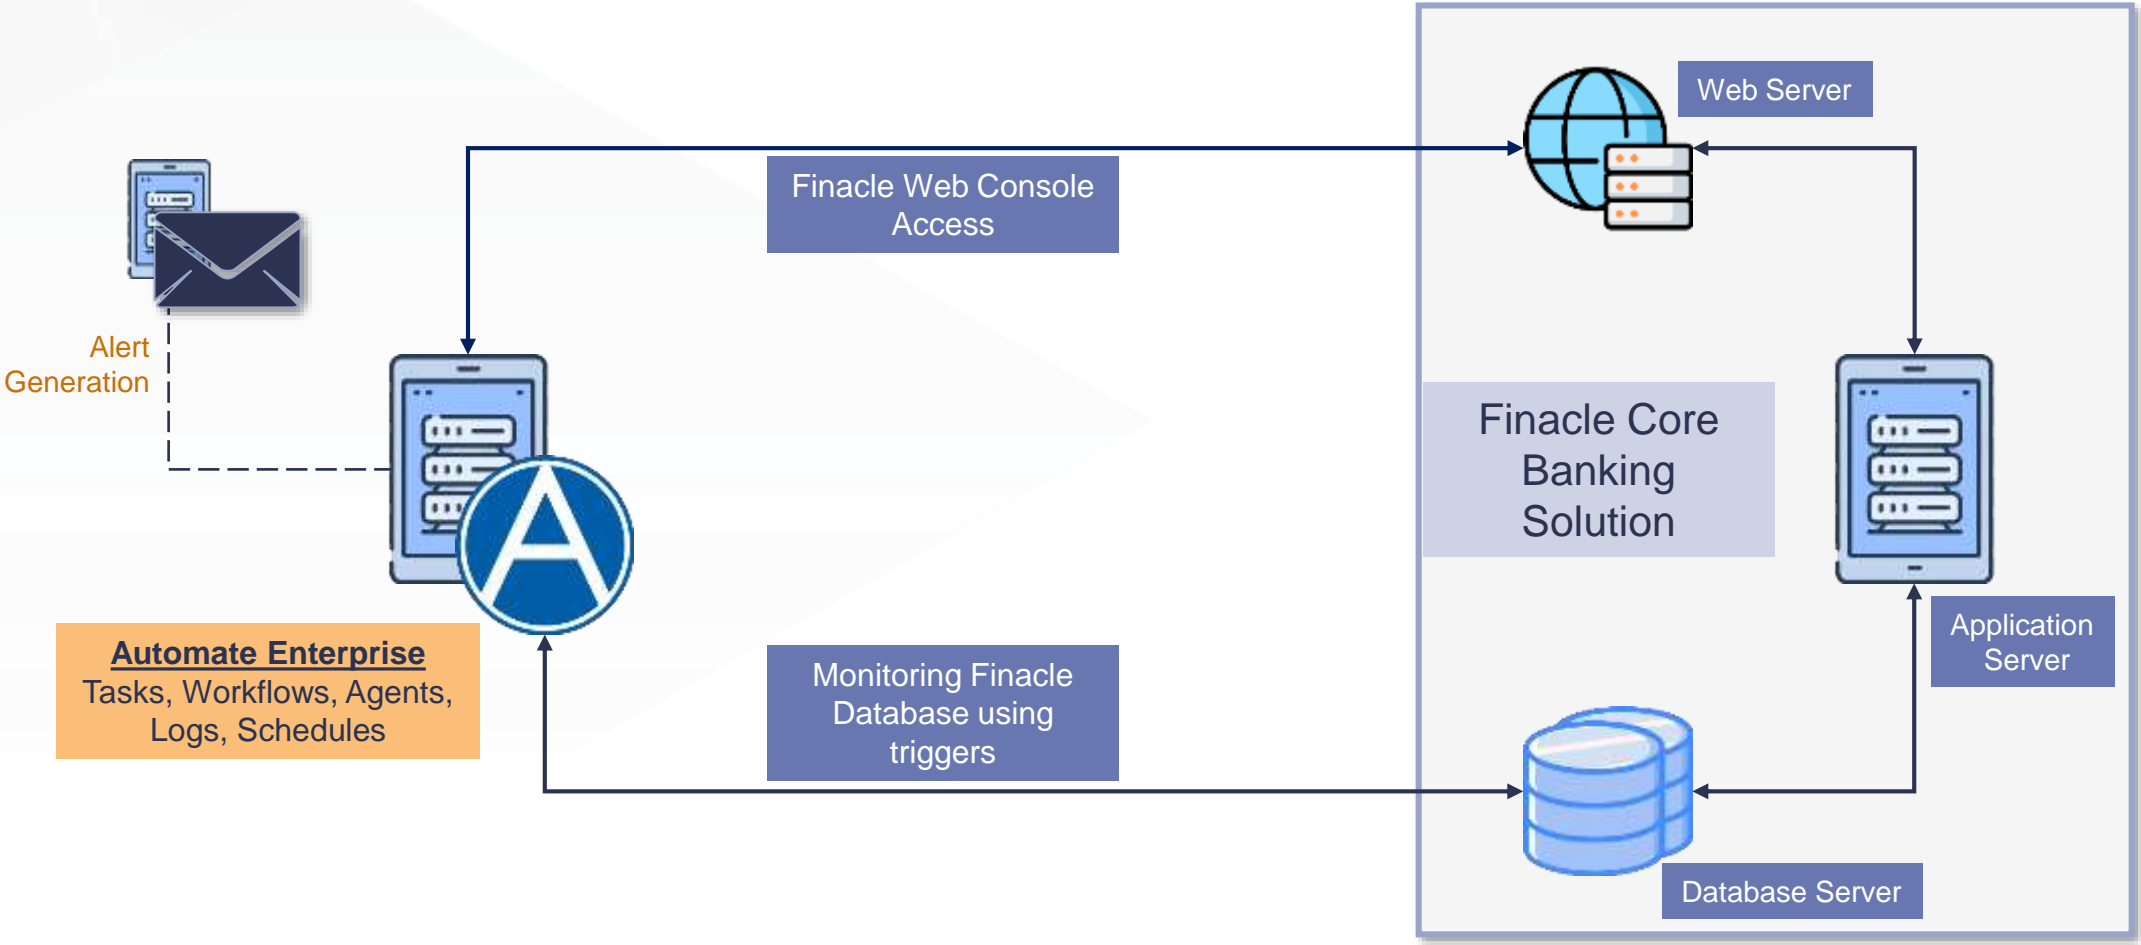 Web Server
Finacle Web Console
Access
Alert
Generation
Finacle Core
Banking
Solution
A
Automate Enterprise
Tasks, Workflows, Agents,
Logs, Schedules
Monitoring Finacle
Database using
triggers
Application
Server
Database Server